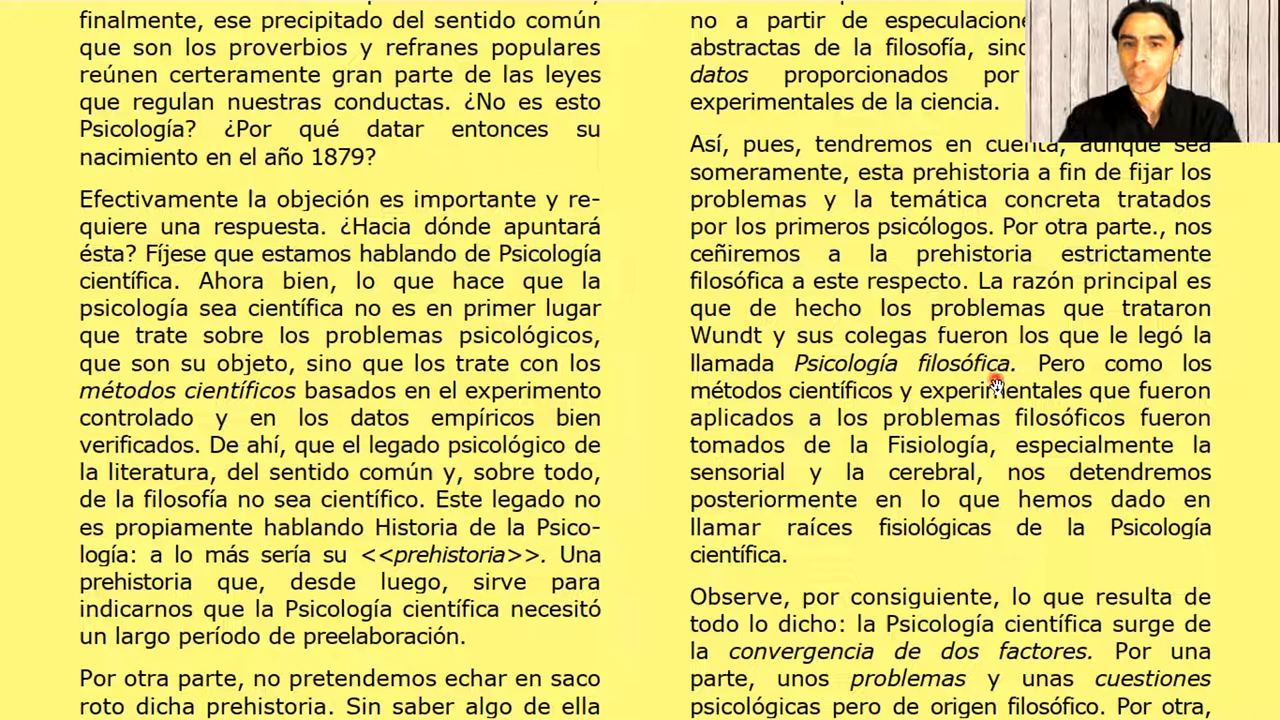 finalmente, ese precipitado del sentido común
que son los proverbios y refranes populares
reúnen certeramente gran parte de las leyes
que regulan nuestras conductas. ¿No es esto
Psicología? ¿Por qué datar entonces su
nacimiento en el año 1879?
Efectivamente la objeción es importante y re-
quiere una respuesta. ¿Hacia dónde apuntará
ésta? Fíjese que estamos hablando de Psicología
científica. Ahora bien, lo que hace que la
psicología sea científica no es en primer lugar
que trate sobre los problemas psicológicos,
que son su objeto, sino que los trate con los
métodos científicos basados en el experimento
controlado y en los datos empíricos bien
verificados. De ahí, que el legado psicológico de
la literatura, del sentido común y, sobre todo,
de la filosofía no sea científico. Este legado no
es propiamente hablando Historia de la Psico-
logía: a lo más sería su <<prehistoria>>. Una
prehistoria que, desde luego, sirve para
indicarnos que la Psicología científica necesitó
un largo período de preelaboración.
Por otra parte, no pretendemos echar en saco
roto dicha prehistoria. Sin saber algo de ella
no a partir de
abstractas de la filosofía,
datos proporcionados por
experimentales de la ciencia.
Así, pues, tendremos en cuenta, aunque sea
someramente, esta prehistoria a fin de fijar los
problemas y la temática concreta tratados
por los primeros psicólogos. Por otra parte., nos
ceñiremos a la prehistoria estrictamente
filosófica a este respecto. La razón principal es
que de hecho los problemas que trataron
Wundt y sus colegas fueron los que le legó la
llamada Psicología filosófica. Pero como los
métodos científicos y experimentales que fueron
aplicados a los problemas filosóficos fueron
tomados de la Fisiología, especialmente la
sensorial y la cerebral, nos detendremos
posteriormente en lo que hemos dado en
llamar raíces fisiológicas de la Psicología
científica.
Observe, por consiguiente, lo que resulta de
todo lo dicho: la Psicología científica surge de
la convergencia de dos factores. Por una
parte, unos problemas y unas cuestiones
psicológicas pero de origen filosófico. Por otra,